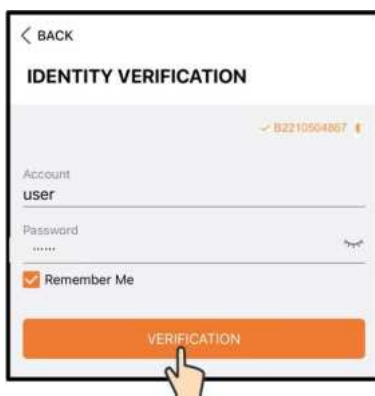 BACK
IDENTITY VERIFICATION
B2210504867
Account
user
Password
......
Remember Me
VERIFICATION